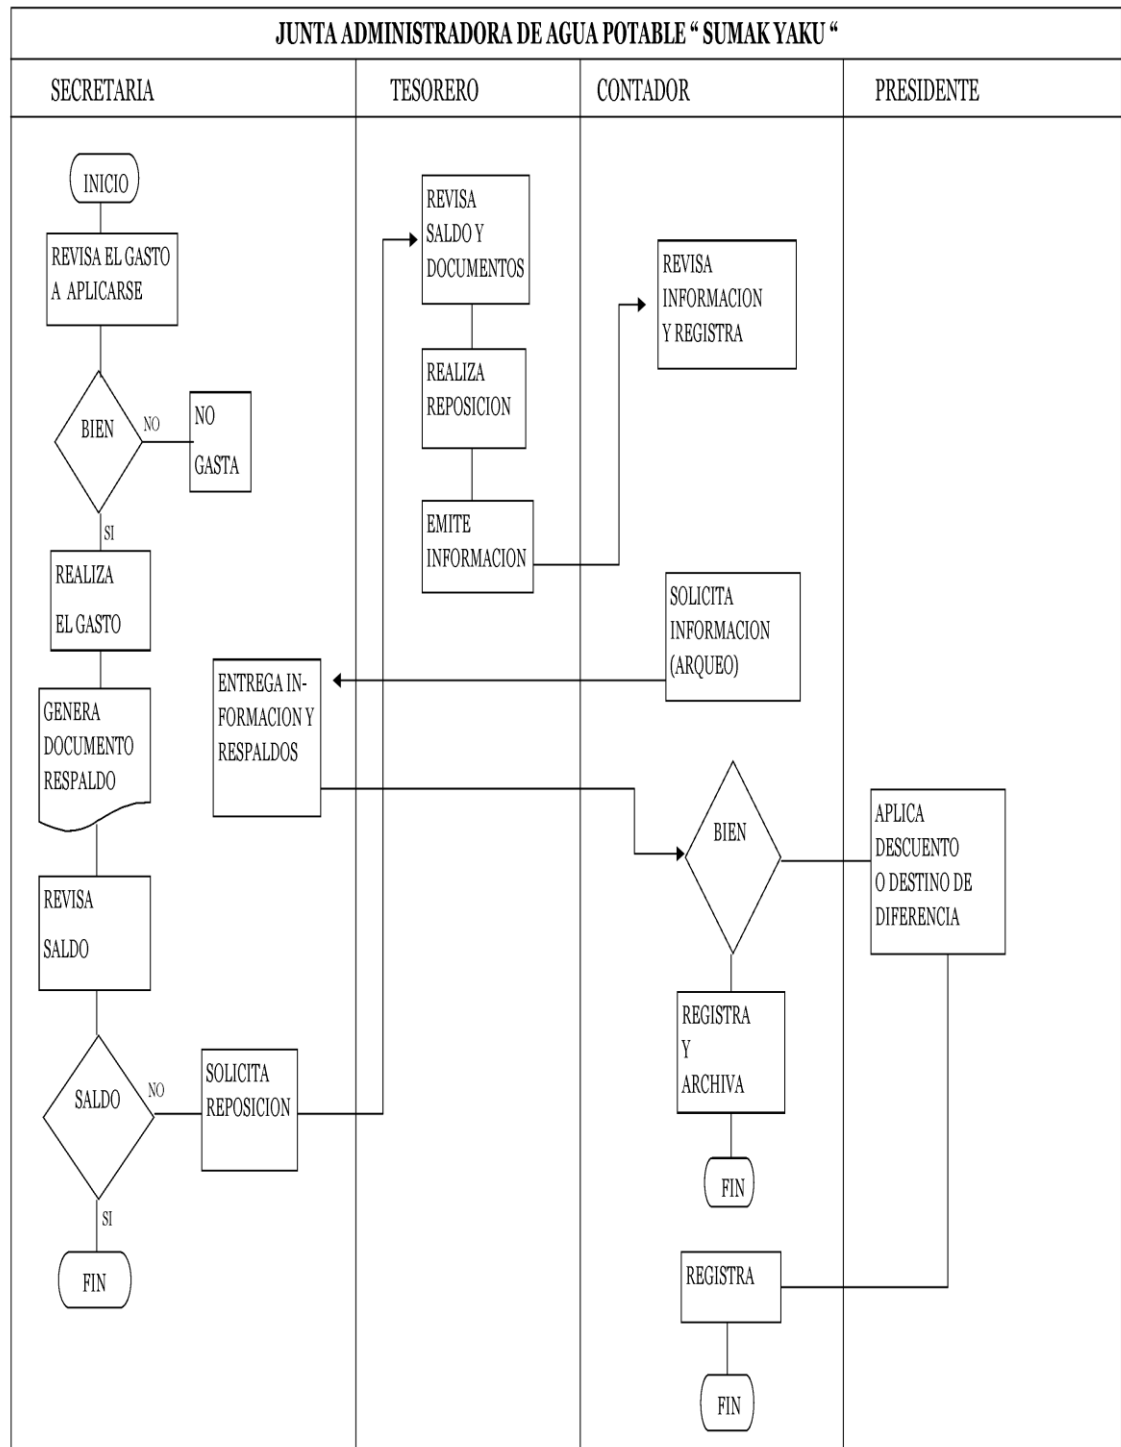 JUNTA ADMINISTRADORA DE AGUA POTABLE “ SUMAK YAKU “
SECRETARIA
TESORERO
CONTADOR
PRESIDENTE
INICIO
REVISA EL GASTO
A APLICARSE
BIEN
NO
NO
GASTA
SI
REALIZA
EL GASTO
GENERA
DOCUMENTO
RESPALDO
REVISA
SALDO
SALDO
NO
SOLICITA
REPOSICION
SI
FIN
REVISA
SALDO Y
DOCUMENTOS
REALIZA
REPOSICION
EMITE
INFORMACION
REVISA
INFORMACION
Y REGISTRA
SOLICITA
INFORMACION
(ARQUEO)
ENTREGA IN-
FORMACION Y
RESPALDOS
BIEN
APLICA
DESCUENTO
O DESTINO DE
DIFERENCIA
REGISTRA
Y
ARCHIVA
FIN
REGISTRA
FIN